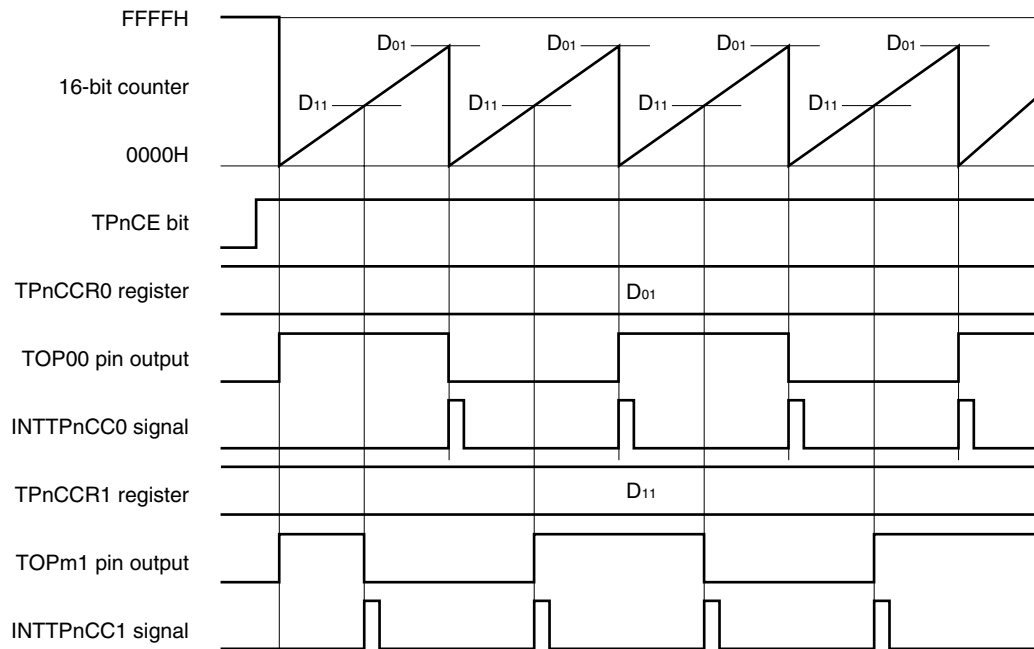 FFFFH
D01 D01 D01 D01
16-bit counter
D11 D11 D11 D11
0000H
TPnCE bit
TPnCCR0 register
D01
TOP00 pin output
INTTPnCC0 signal
TPnCCR1 register
D11
TOPm1 pin output
INTTPnCC1 signal